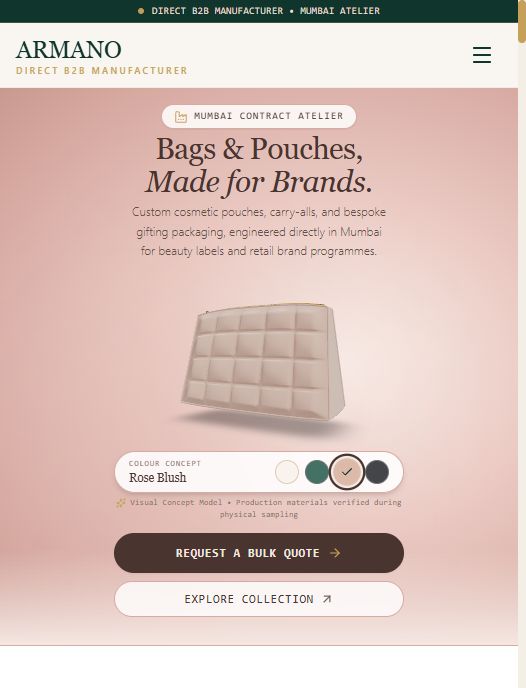 DIRECT B2B MANUFACTURER • MUMBAI ATELIER
ARMANO
DIRECT B2B MANUFACTURER
MUMBAI CONTRACT ATELIER
Bags & Pouches,
Made for Brands.
Custom cosmetic pouches, carry-alls, and bespoke
gifting packaging, engineered directly in Mumbai
for beauty labels and retail brand programmes.
COLOUR CONCEPT
Rose Blush
Visual Concept Model • Production materials verified during
physical sampling
REQUEST A BULK QUOTE →
EXPLORE COLLECTION ↗